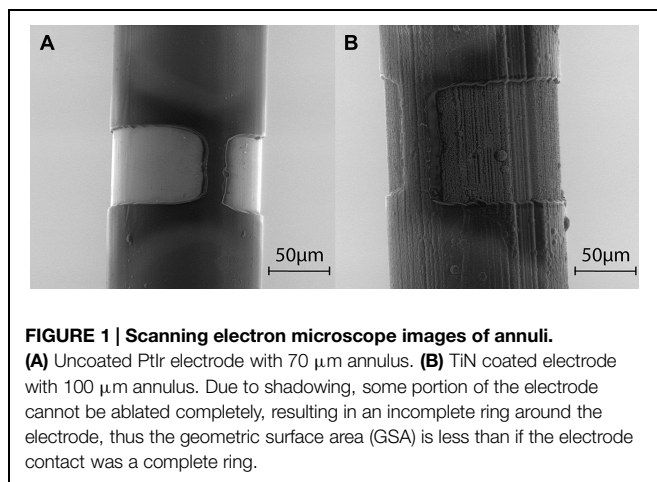 A
B
50μm
50μm
FIGURE 1 | Scanning electron microscope images of annuli.
(A) Uncoated PtIr electrode with 70 μm annulus. (B) TiN coated electrode
with 100 μm annulus. Due to shadowing, some portion of the electrode
cannot be ablated completely, resulting in an incomplete ring around the
electrode, thus the geometric surface area (GSA) is less than if the electrode
contact was a complete ring.